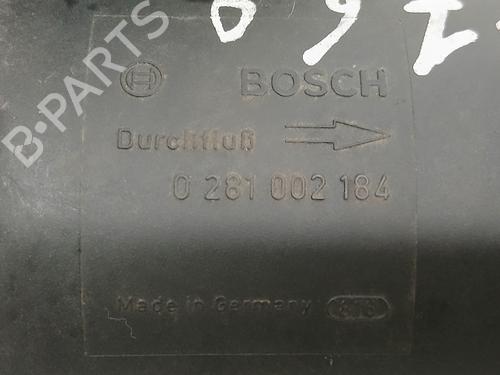 BOSCH
Durchfluß
0 281 002 184
Made in Germany
B-PARTS